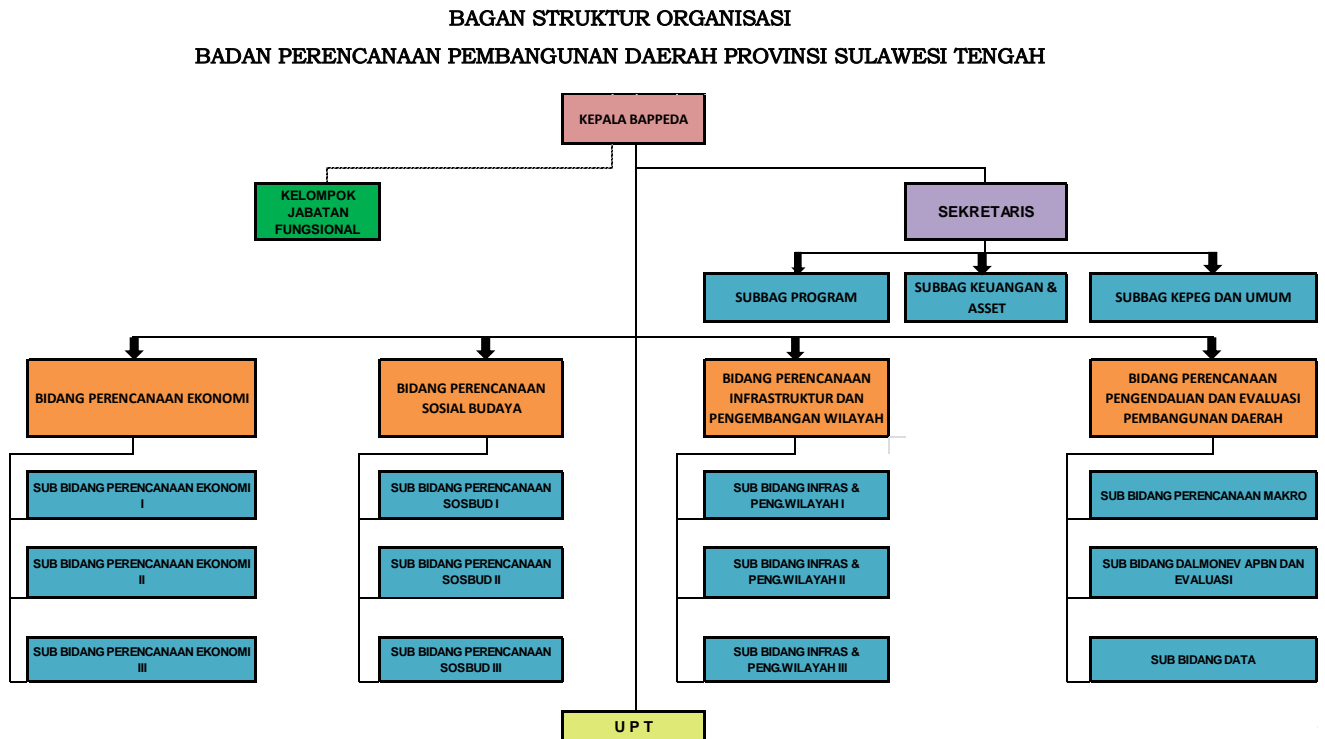 BAGAN STRUKTUR ORGANISASI
BADAN PERENCANAAN PEMBANGUNAN DAERAH PROVINSI SULAWESI TENGAH
KEPALA BAPPEDA
KELOMPOK
JABATAN
FUNGSIONAL
SEKRETARIS
SUBBAG PROGRAM
SUBBAG KEUANGAN &
ASSET
SUBBAG KEPEG DAN UMUM
BIDANG PERENCANAAN EKONOMI
BIDANG PERENCANAAN
SOSIAL BUDAYA
BIDANG PERENCANAAN
INFRASTRUKTUR DAN
PENGEMBANGAN WILAYAH
BIDANG PERENCANAAN
PENGENDALIAN DAN EVALUASI
PEMBANGUNAN DAERAH
SUB BIDANG PERENCANAAN EKONOMI
I
SUB BIDANG PERENCANAAN
SOSBUD I
SUB BIDANG INFRAS &
PENG.WILAYAH I
SUB BIDANG PERENCANAAN MAKRO
SUB BIDANG PERENCANAAN EKONOMI
II
SUB BIDANG PERENCANAAN
SOSBUD II
SUB BIDANG INFRAS &
PENG.WILAYAH II
SUB BIDANG DALMONEV APBN DAN
EVALUASI
SUB BIDANG PERENCANAAN EKONOMI
III
SUB BIDANG PERENCANAAN
SOSBUD III
SUB BIDANG INFRAS &
PENG.WILAYAH III
SUB BIDANG DATA
U P T